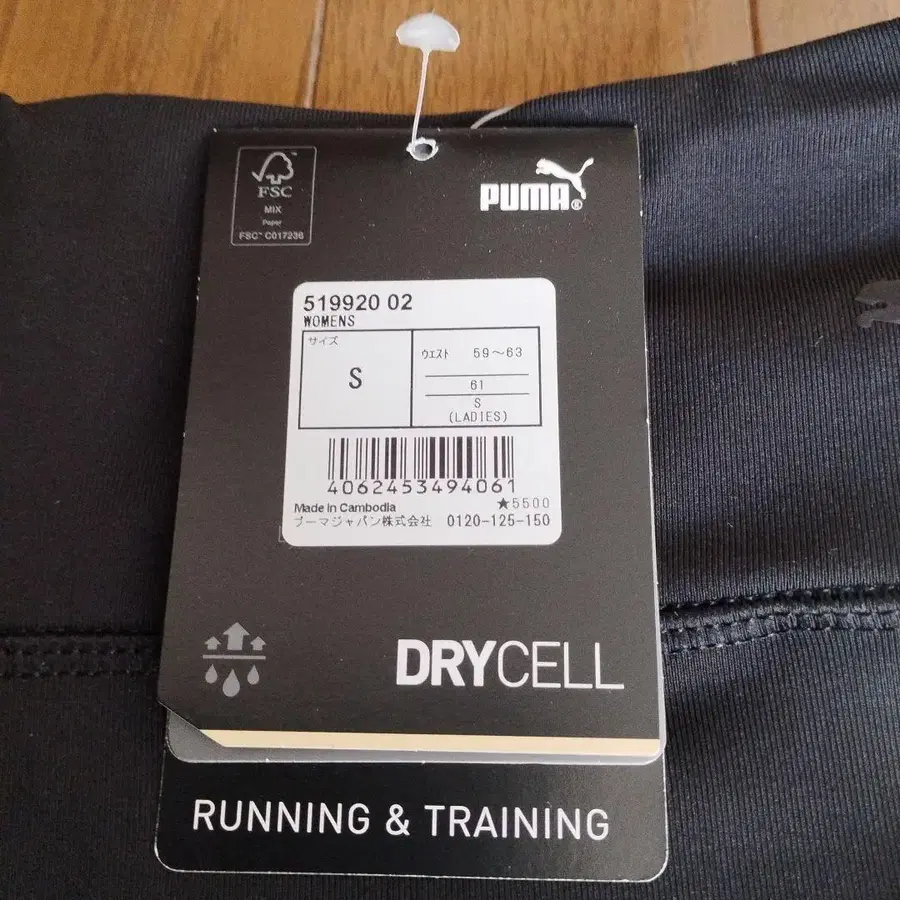 FSC™
MIX
Paper
FSC™ C017236
PUMA®
519920 02
WOMENS
サイズ
S
ウエスト 59〜63
61
S
(LADIES)
4062453494061
Made in Cambodia
★5500
プーマジャパン株式会社 0120-125-150
DRYCELL
RUNNING & TRAINING